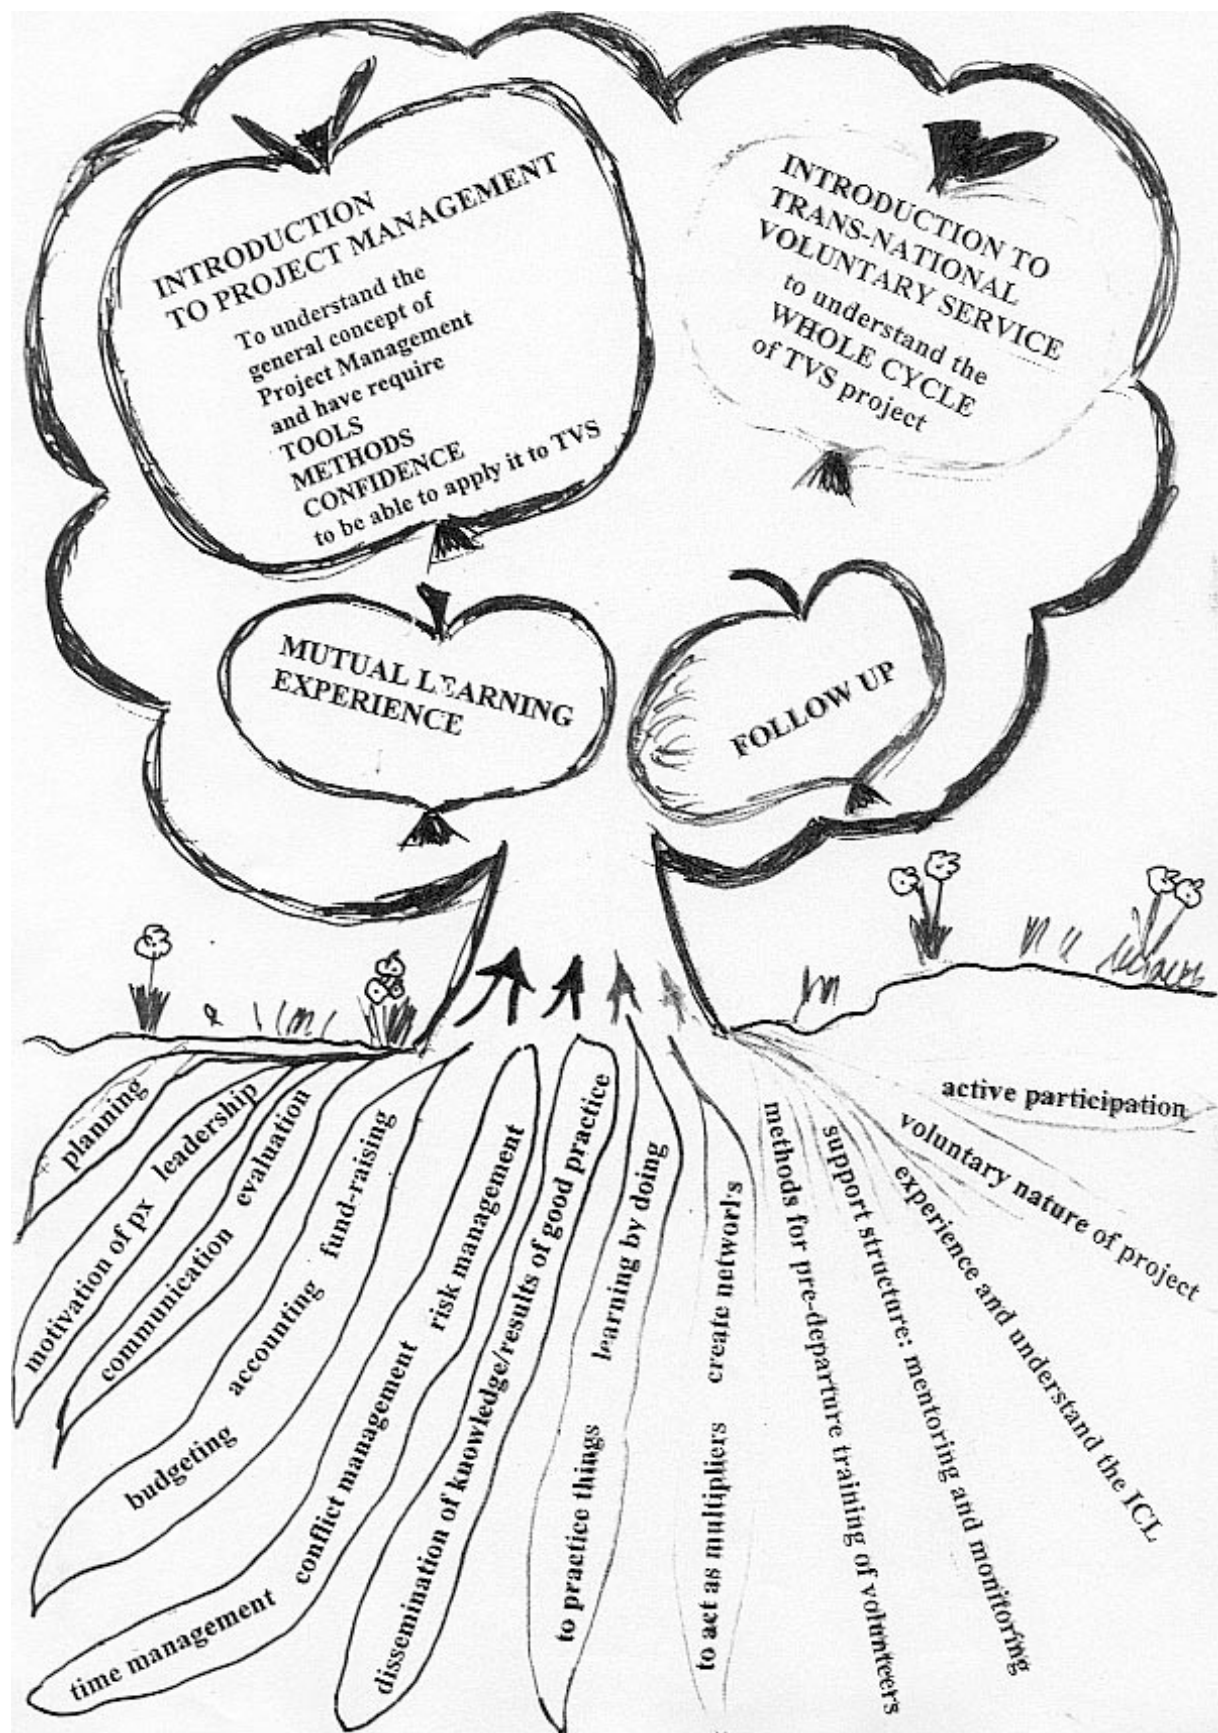 INTRODUCTION
TO PROJECT MANAGEMENT
To understand the
general concept of
Project Management
and have require
TOOLS
METHODS
CONFIDENCE
to be able to apply it to TVS
INTRODUCTION TO
TRANS-NATIONAL
VOLUNTARY SERVICE
to understand the
WHOLE CYCLE
of TVS project
MUTUAL LEARNING
EXPERIENCE
FOLLOW UP
planning
motivation of px leadership
communication evaluation
budgeting accounting fund-raising
time management conflict management risk management
dissemination of knowledge/results of good practice
to practice things learning by doing
to act as multipliers create networks
methods for pre-departure training of volunteers
support structure: mentoring and monitoring
experience and understand the ICL
voluntary nature of project
active participation